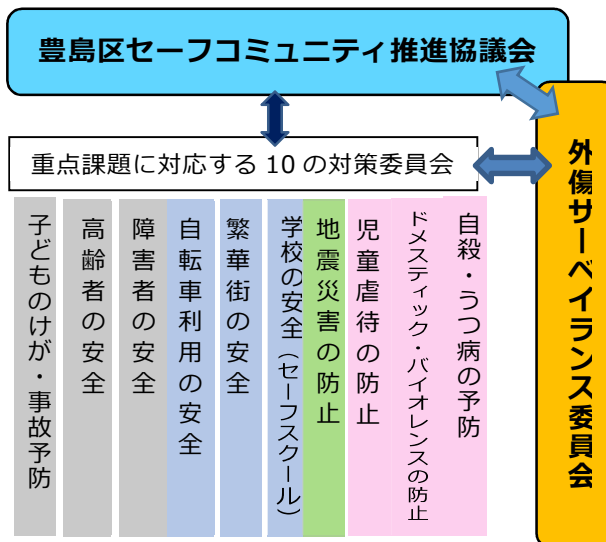 豊島区セーフコミュニティ推進協議会
重点課題に対応する 10 の対策委員会
外傷サーベイランス委員会
子どものけが・事故予防
高齢者の安全
障害者の安全
自転車利用の安全
繁華街の安全
学校の安全（セーフスクール）
地震災害の防止
児童虐待の防止
ドメスティック・バイオレンスの防止
自殺・うつ病の予防